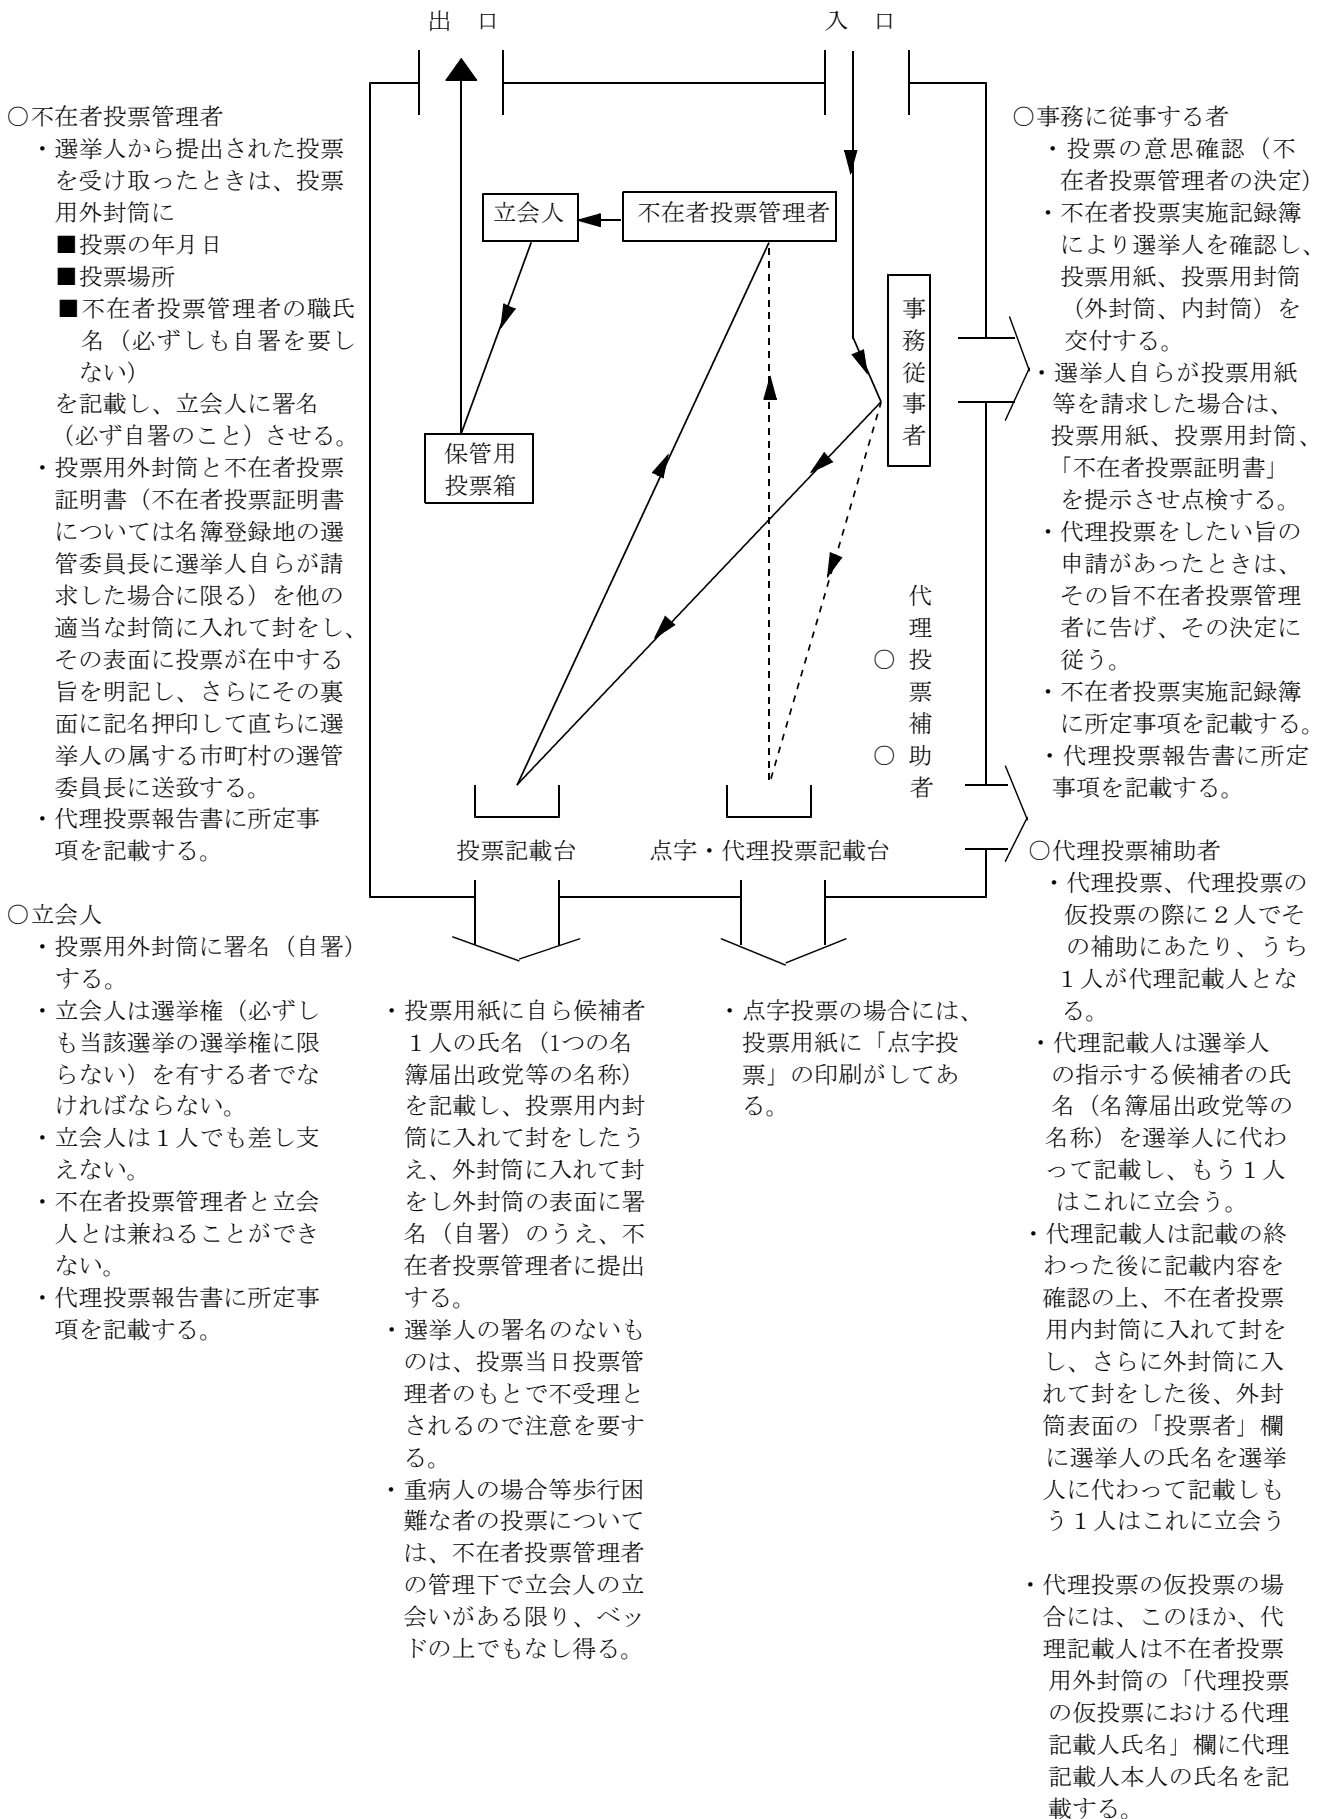 出　口
入　口
○不在者投票管理者
・選挙人から提出された投票
を受け取ったときは、投票
用外封筒に
■投票の年月日
■投票場所
■不在者投票管理者の職氏
名（必ずしも自署を要し
ない）
を記載し、立会人に署名
（必ず自署のこと）させる。
・投票用外封筒と不在者投票
証明書（不在者投票証明書
については名簿登録地の選
管委員長に選挙人自らが請
求した場合に限る）を他の
適当な封筒に入れて封をし、
その表面に投票が在中する
旨を明記し、さらにその裏
面に記名押印して直ちに選
挙人の属する市町村の選管
委員長に送致する。
・代理投票報告書に所定事
項を記載する。
○立会人
・投票用外封筒に署名（自署）
する。
・立会人は選挙権（必ずし
も当該選挙の選挙権に限
らない）を有する者でな
ければならない。
・立会人は１人でも差し支
えない。
・不在者投票管理者と立会
人とは兼ねることができ
ない。
・代理投票報告書に所定事
項を記載する。
立会人
不在者投票管理者
事務従事者
保管用
投票箱
代理投票補助者
○
○
投票記載台
点字・代理投票記載台
・投票用紙に自ら候補者
１人の氏名（1つの名
簿届出政党等の名称）
を記載し、投票用内封
筒に入れて封をしたう
え、外封筒に入れて封
をし外封筒の表面に署
名（自署）のうえ、不
在者投票管理者に提出
する。
・選挙人の署名のないも
のは、投票当日投票管
理者のもとで不受理と
されるので注意を要す
る。
・重病人の場合等歩行困
難な者の投票について
は、不在者投票管理者
の管理下で立会人の立
会いがある限り、ベッ
ドの上でもなし得る。
・点字投票の場合には、
投票用紙に「点字投
票」の印刷がしてあ
る。
○事務に従事する者
・投票の意思確認（不
在者投票管理者の決定）
・不在者投票実施記録簿
により選挙人を確認し、
投票用紙、投票用封筒
（外封筒、内封筒）を
交付する。
・選挙人自らが投票用紙
等を請求した場合は、
投票用紙、投票用封筒、
「不在者投票証明書」
を提示させ点検する。
・代理投票をしたい旨の
申請があったときは、
その旨不在者投票管理
者に告げ、その決定に
従う。
・不在者投票実施記録簿
に所定事項を記載する。
・代理投票報告書に所定
事項を記載する。
○代理投票補助者
・代理投票、代理投票の
仮投票の際に２人でそ
の補助にあたり、うち
１人が代理記載人とな
る。
・代理記載人は選挙人
の指示する候補者の氏
名（名簿届出政党等の
名称）を選挙人に代わ
って記載し、もう１人
はこれに立会う。
・代理記載人は記載の終
わった後に記載内容を
確認の上、不在者投票
用内封筒に入れて封を
し、さらに外封筒に入
れて封をした後、外封
筒表面の「投票者」欄
に選挙人の氏名を選挙
人に代わって記載しも
う１人はこれに立会う
・代理投票の仮投票の場
合には、このほか、代
理記載人は不在者投票
用外封筒の「代理投票
の仮投票における代理
記載人氏名」欄に代理
記載人本人の氏名を記
載する。